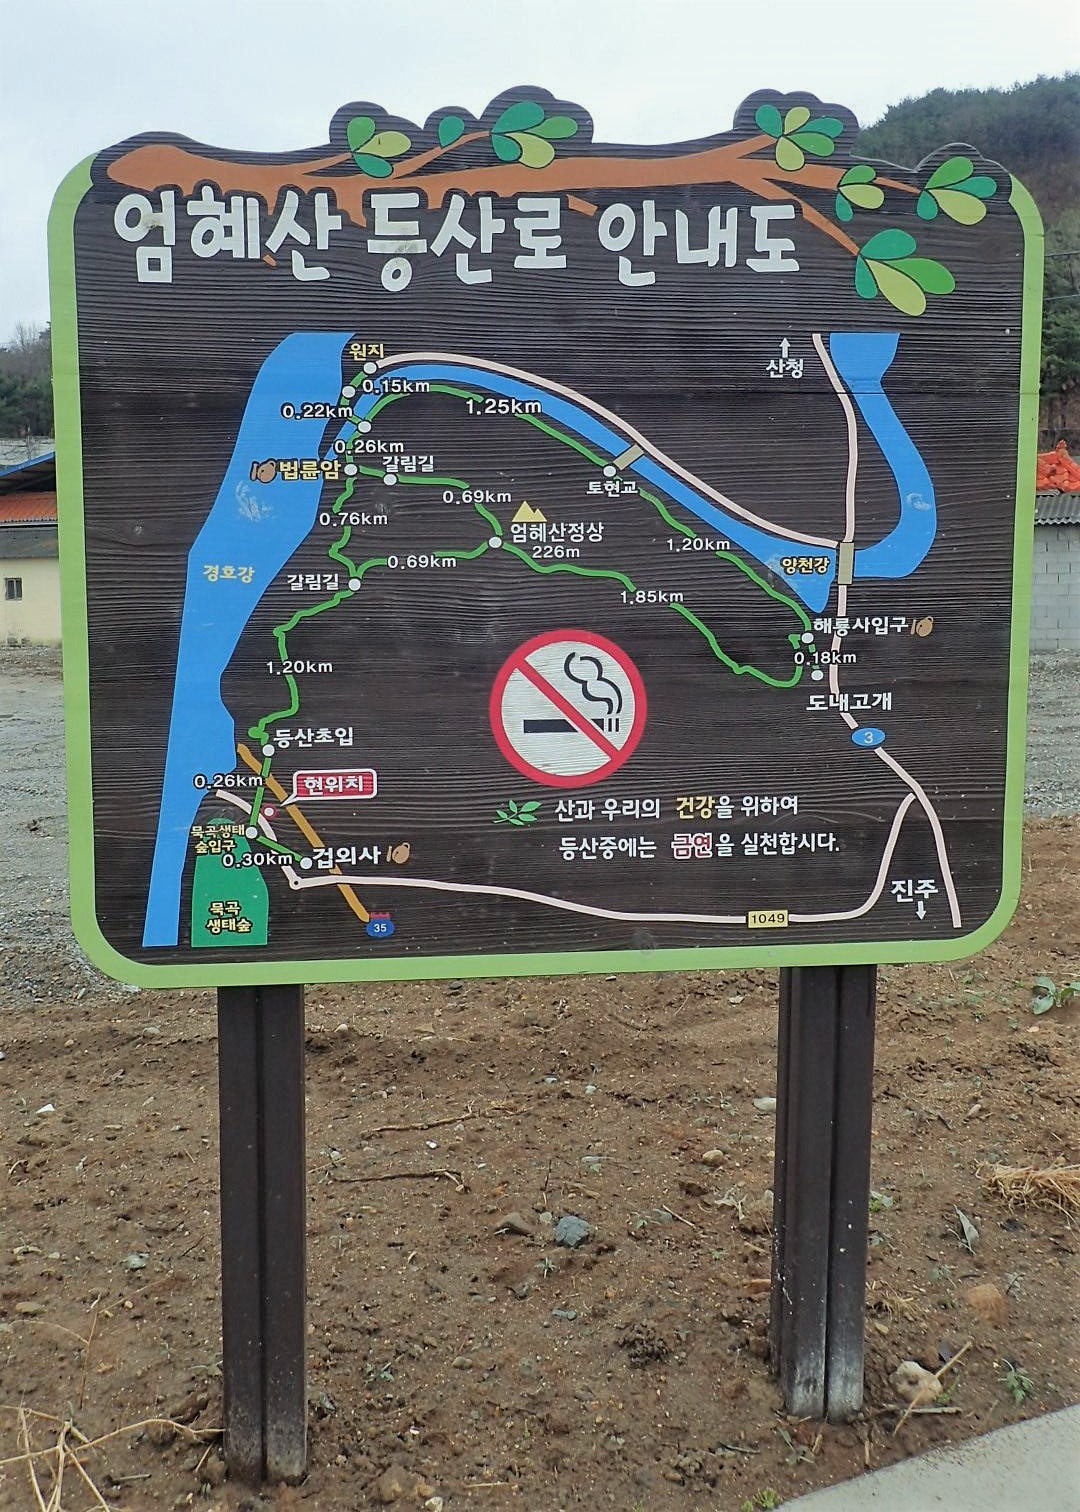 엄혜산 등산로 안내도
원지
산청
0.15km
0.22km
1.25km
0.26km
법륜암
갈림길
토현교
0.69km
0.76km
엄혜산정상
226m
1.20km
양천강
0.69km
경호강
갈림길
1.85km
해룡사입구
0.18km
1.20km
도내고개
3
등산초입
0.26km
현위치
묵곡생태
숲입구
0.30km
겁외사
산과 우리의 건강을 위하여
등산중에는 금연을 실천합시다.
진주
묵곡
생태숲
35
1049